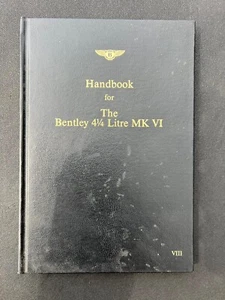 Handbook
for
The
Bentley 4¼ Litre MK VI
VIII